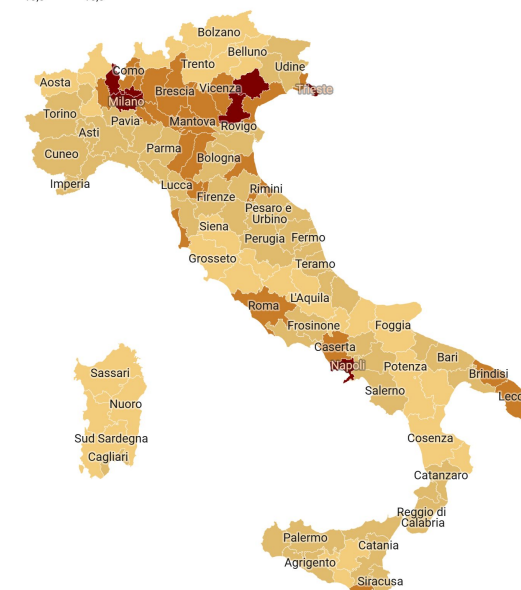 Bolzano
Belluno
Trento
Udine
Como
Aosta
Brescia
Vicenza
Trieste
Milano
Torino
Pavia
Mantova
Rovigo
Asti
Parma
Cuneo
Bologna
Imperia
Lucca
Firenze
Rimini
Pesaro e
Urbino
Siena
Perugia
Fermo
Grosseto
Teramo
L'Aquila
Roma
Frosinone
Foggia
Caserta
Bari
Napoli
Potenza
Brindisi
Sassari
Salerno
Lecc
Nuoro
Sud Sardegna
Cosenza
Cagliari
Catanzaro
Reggio di
Calabria
Palermo
Catania
Agrigento
Siracusa